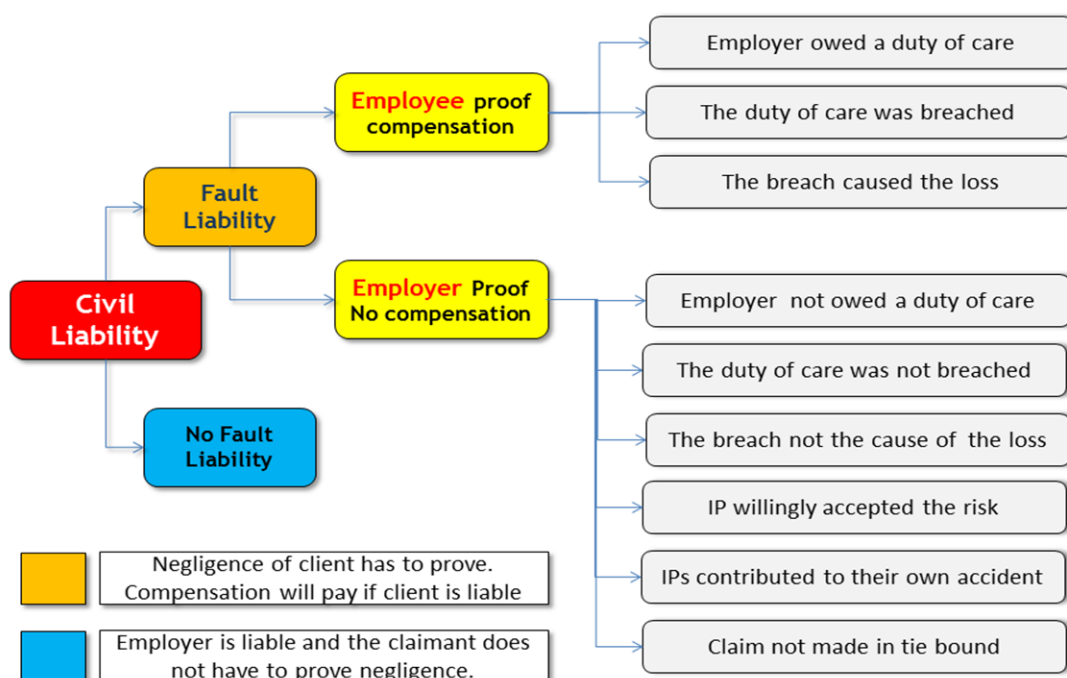 Civil
Liability
Fault
Liability
No Fault
Liability
Employee proof
compensation
Employer Proof
No compensation
Employer owed a duty of care
The duty of care was breached
The breach caused the loss
Employer not owed a duty of care
The duty of care was not breached
The breach not the cause of the loss
IP willingly accepted the risk
IPs contributed to their own accident
Claim not made in tie bound
Negligence of client has to prove.
Compensation will pay if client is liable
Employer is liable and the claimant does
not have to prove negligence.